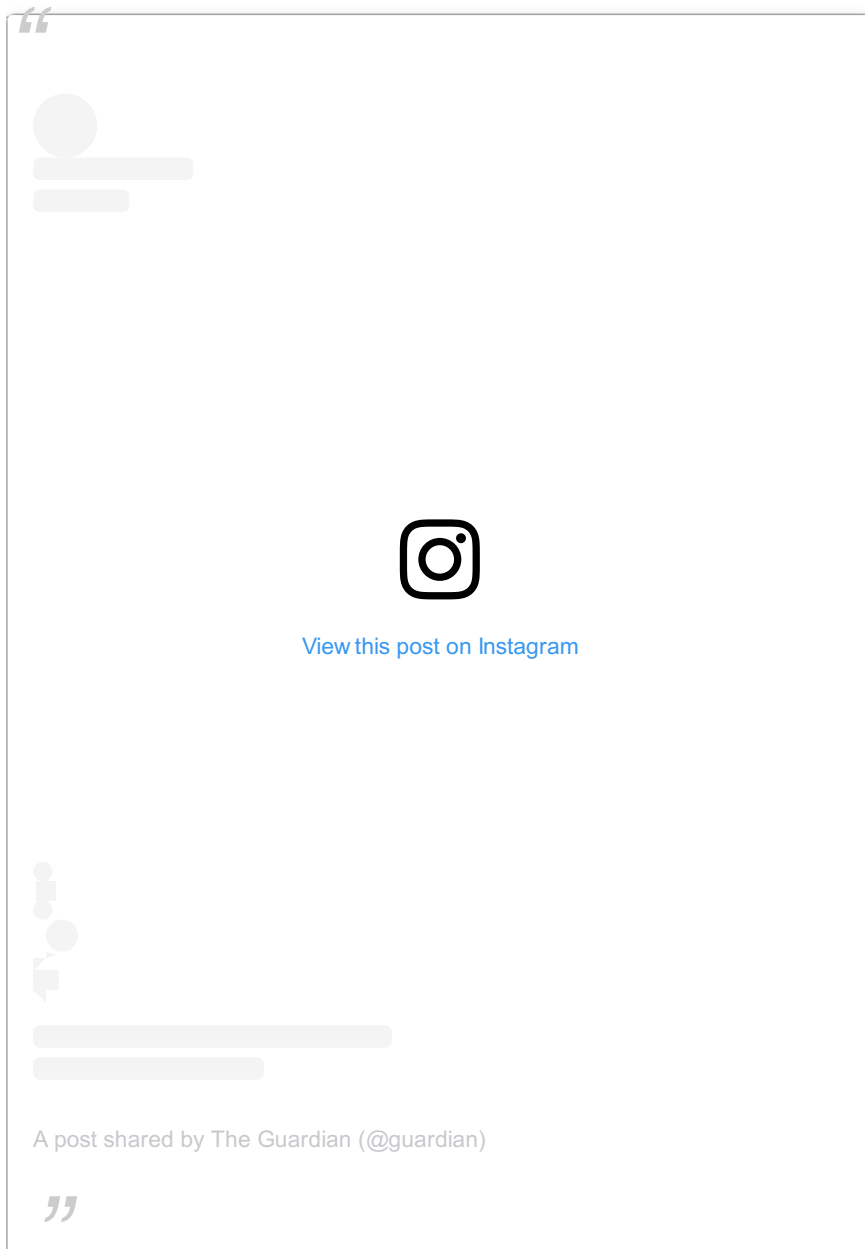 “
View this post on Instagram
A post shared by The Guardian (@guardian)
”